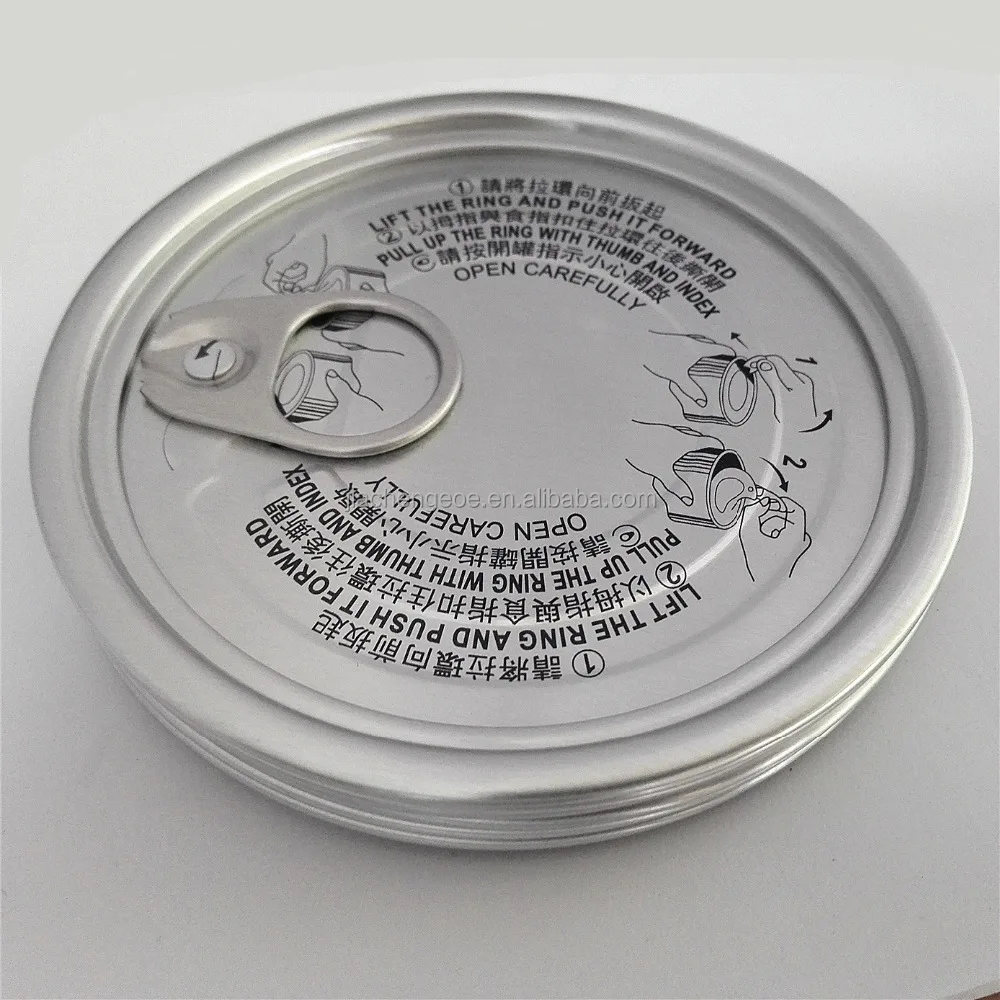 ① 請將拉環向前扳起
LIFT THE RING AND PUSH IT FORWARD
② 以拇指與食指扣住拉環往後撕開
PULL UP THE RING WITH THUMB AND INDEX
ⓒ 請按開罐指示小心開啟
OPEN CAREFULLY
1
2
jiachengeoe.en.alibaba.com
① 請將拉環向前扳起
LIFT THE RING AND PUSH IT FORWARD
② 以拇指與食指扣住拉環往後撕開
PULL UP THE RING WITH THUMB AND INDEX
ⓒ 請按開罐指示小心開啟
OPEN CAREFULLY